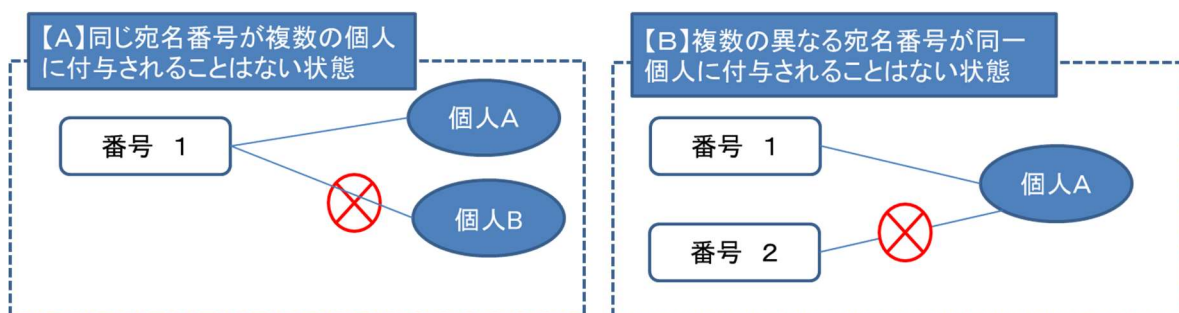 【A】同じ宛名番号が複数の個人
に付与されることはない状態
番号　１
個人A
個人B
【B】複数の異なる宛名番号が同一
個人に付与されることはない状態
番号　１
番号　２
個人A